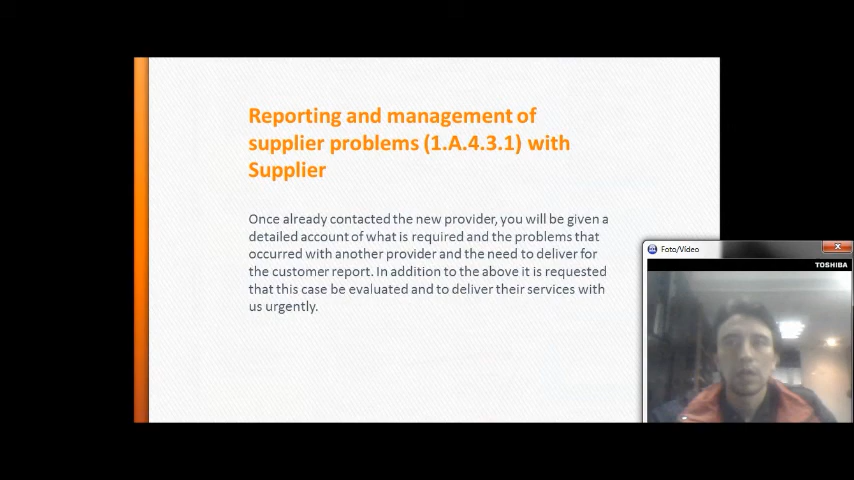 Reporting and management of
supplier problems (1.A.4.3.1) with
Supplier
Once already contacted the new provider, you will be given a
detailed account of what is required and the problems that
occurred with another provider and the need to deliver for
the customer report. In addition to the above it is requested
that this case be evaluated and to deliver their services with
us urgently.
Foto/Vídeo
TOSHIBA